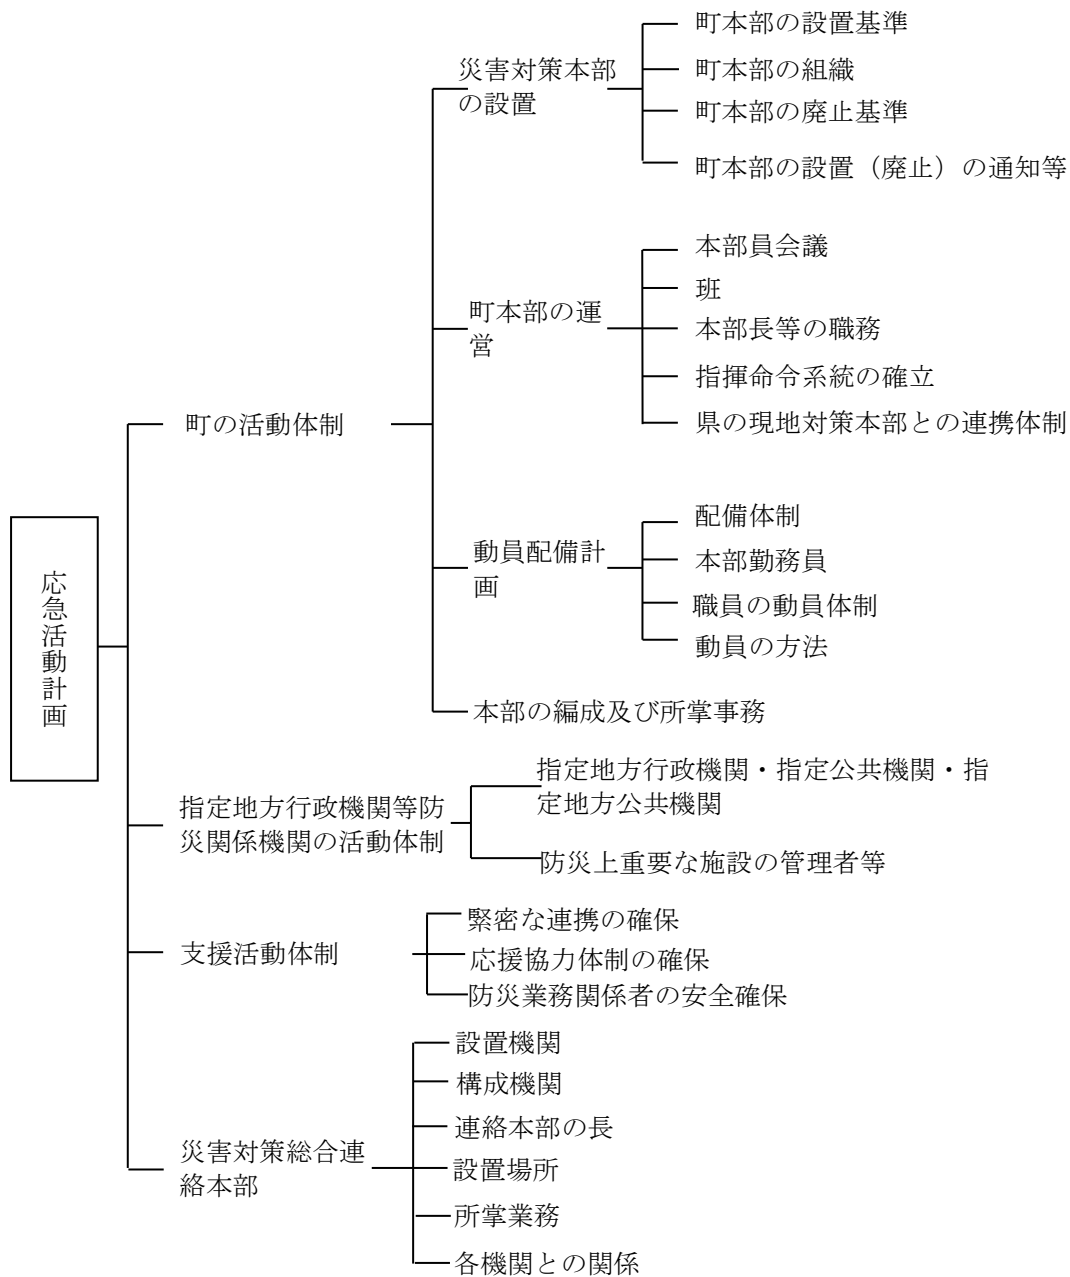 応急活動計画
町の活動体制
災害対策本部
の設置
町本部の設置基準
町本部の組織
町本部の廃止基準
町本部の設置（廃止）の通知等
町本部の運
営
本部員会議
班
本部長等の職務
指揮命令系統の確立
県の現地対策本部との連携体制
動員配備計
画
配備体制
本部勤務員
職員の動員体制
動員の方法
本部の編成及び所掌事務
指定地方行政機関等防
災関係機関の活動体制
指定地方行政機関・指定公共機関・指
定地方公共機関
防災上重要な施設の管理者等
支援活動体制
緊密な連携の確保
応援協力体制の確保
防災業務関係者の安全確保
災害対策総合連
絡本部
設置機関
構成機関
連絡本部の長
設置場所
所掌業務
各機関との関係